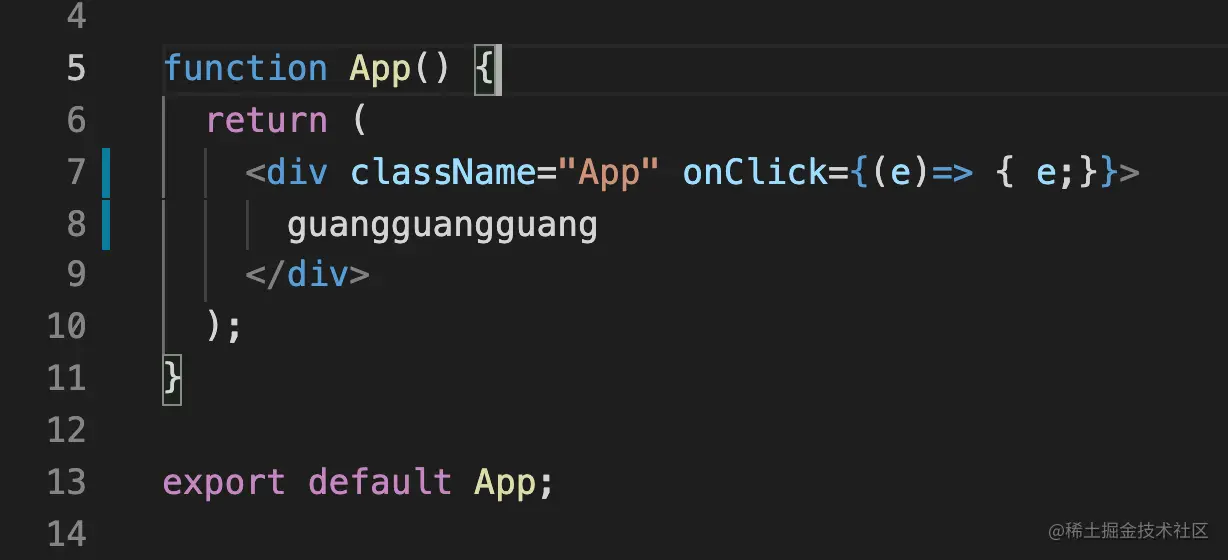 4
5 function App() {
6 return (
7 <div className="App" onClick={(e)=> { e;}}>
8 guangguangguang
9 </div>
10 );
11 }
12
13 export default App;
14
@稀土掘金技术社区